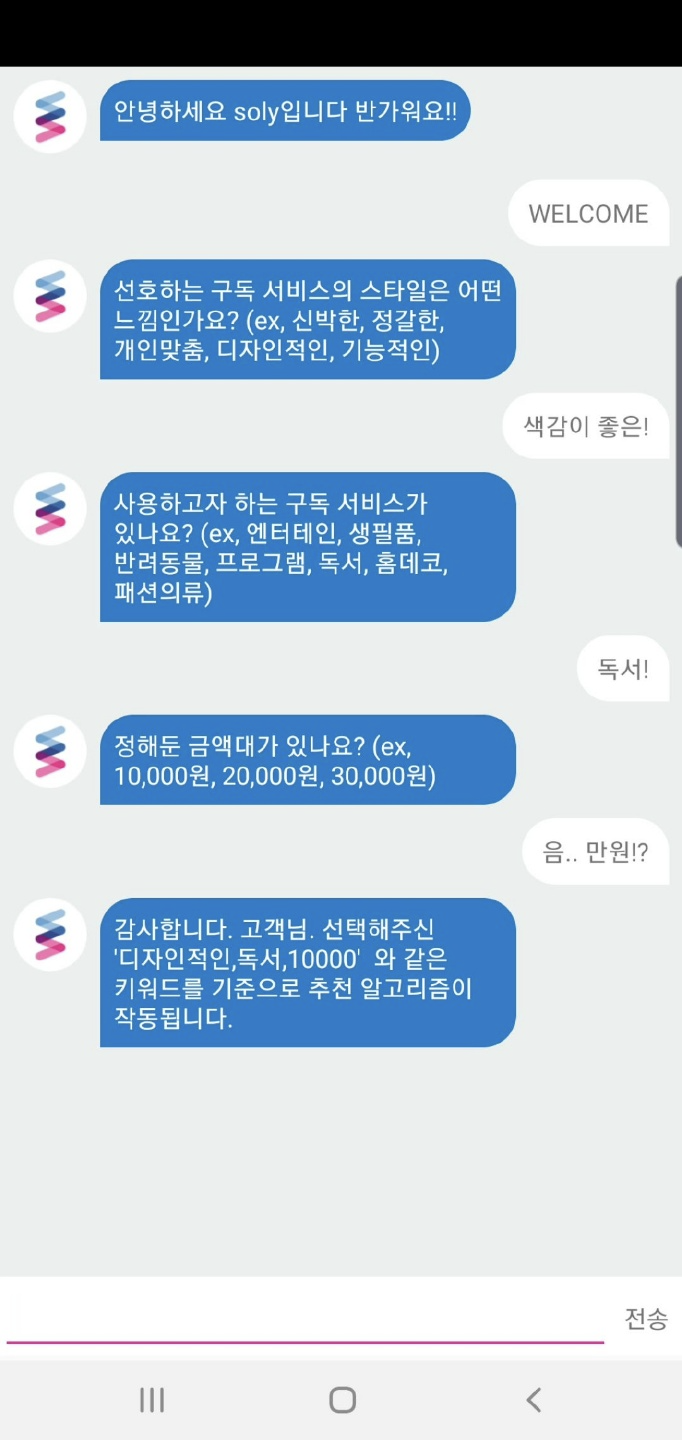 안녕하세요 soly입니다 반가워요!!
WELCOME
선호하는 구독 서비스의 스타일은 어떤
느낌인가요? (ex, 신박한, 정갈한,
개인맞춤, 디자인적인, 기능적인)
색감이 좋은!
사용하고자 하는 구독 서비스가
있나요? (ex, 엔터테인, 생필품,
반려동물, 프로그램, 독서, 홈데코,
패션의류)
독서!
정해둔 금액대가 있나요? (ex,
10,000원, 20,000원, 30,000원)
음.. 만원!?
감사합니다. 고객님. 선택해주신
'디자인적인,독서,10000'  와 같은
키워드를 기준으로 추천 알고리즘이
작동됩니다.
전송